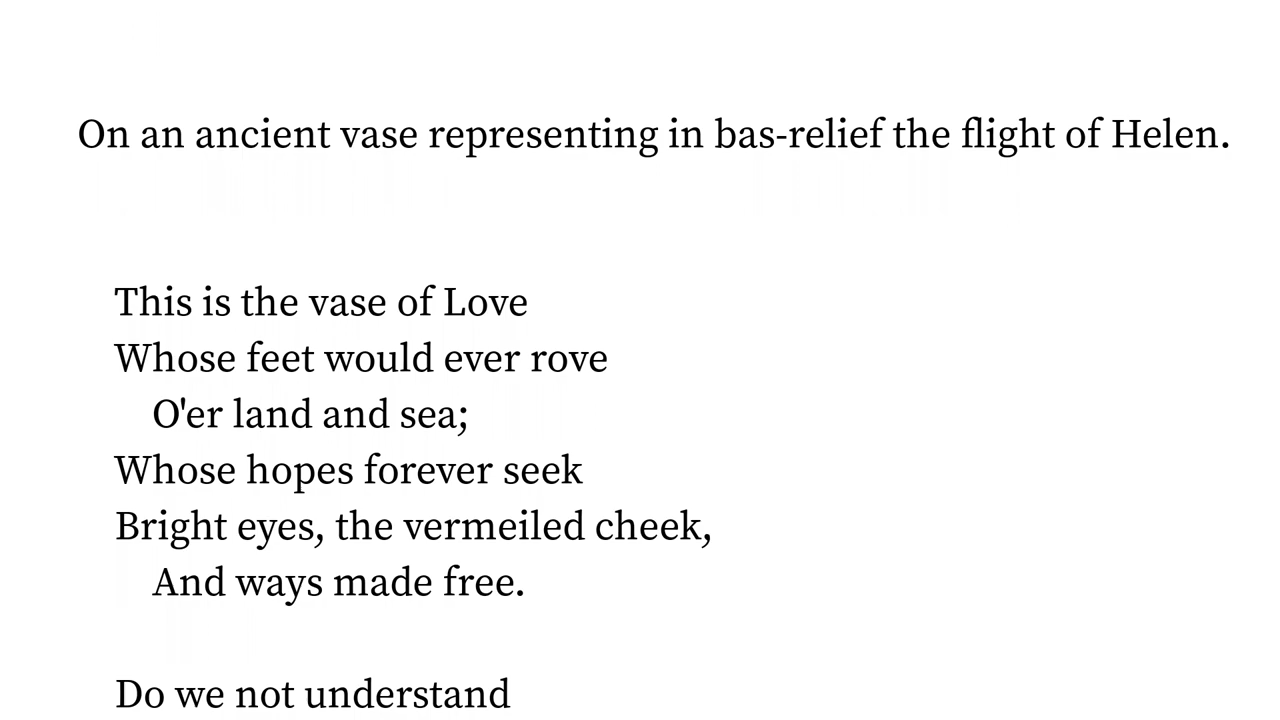 On an ancient vase representing in bas-relief the flight of Helen.
This is the vase of Love
Whose feet would ever rove
O'er land and sea;
Whose hopes forever seek
Bright eyes, the vermeiled cheek,
And ways made free.
Do we not understand